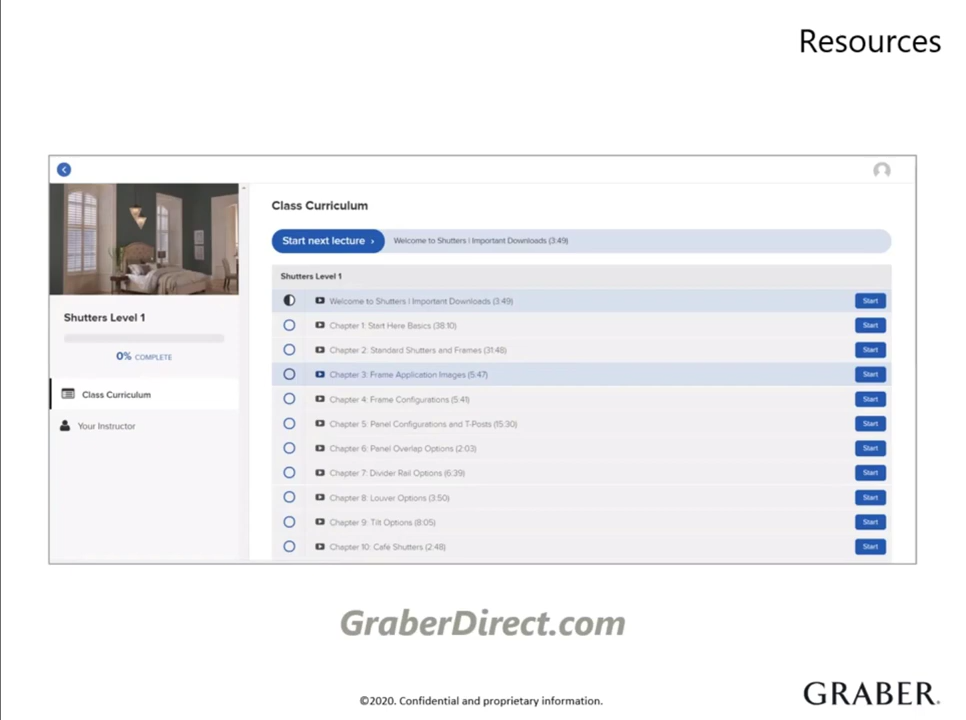 Resources
Class Curriculum
Start next lecture ›
Welcome to Shutters | Important Downloads (3:49)
Shutters Level 1
Shutters Level 1
0% COMPLETE
Class Curriculum
Your Instructor
Welcome to Shutters | Important Downloads (3:49) Start
Chapter 1: Start Here Basics (38:10) Start
Chapter 2: Standard Shutters and Frames (31:48) Start
Chapter 3: Frame Application Images (5:47) Start
Chapter 4: Frame Configurations (5:41) Start
Chapter 5: Panel Configurations and T-Posts (15:30) Start
Chapter 6: Panel Overlap Options (2:03) Start
Chapter 7: Divider Rail Options (6:39) Start
Chapter 8: Louver Options (3:50) Start
Chapter 9: Tilt Options (8:05) Start
Chapter 10: Café Shutters (2:48) Start
GraberDirect.com
©2020. Confidential and proprietary information.
GRABER.